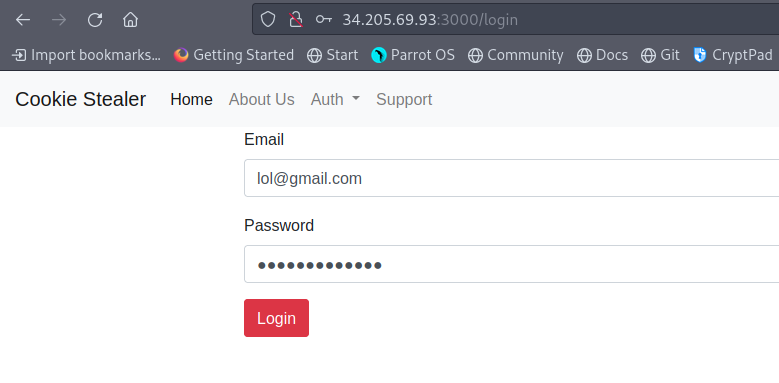 34.205.69.93:3000/login
Import bookmarks... Getting Started Start Parrot OS Community Docs Git CryptPad
Cookie Stealer Home About Us Auth Support
Email
lol@gmail.com
Password
●●●●●●●●●●●●●
Login